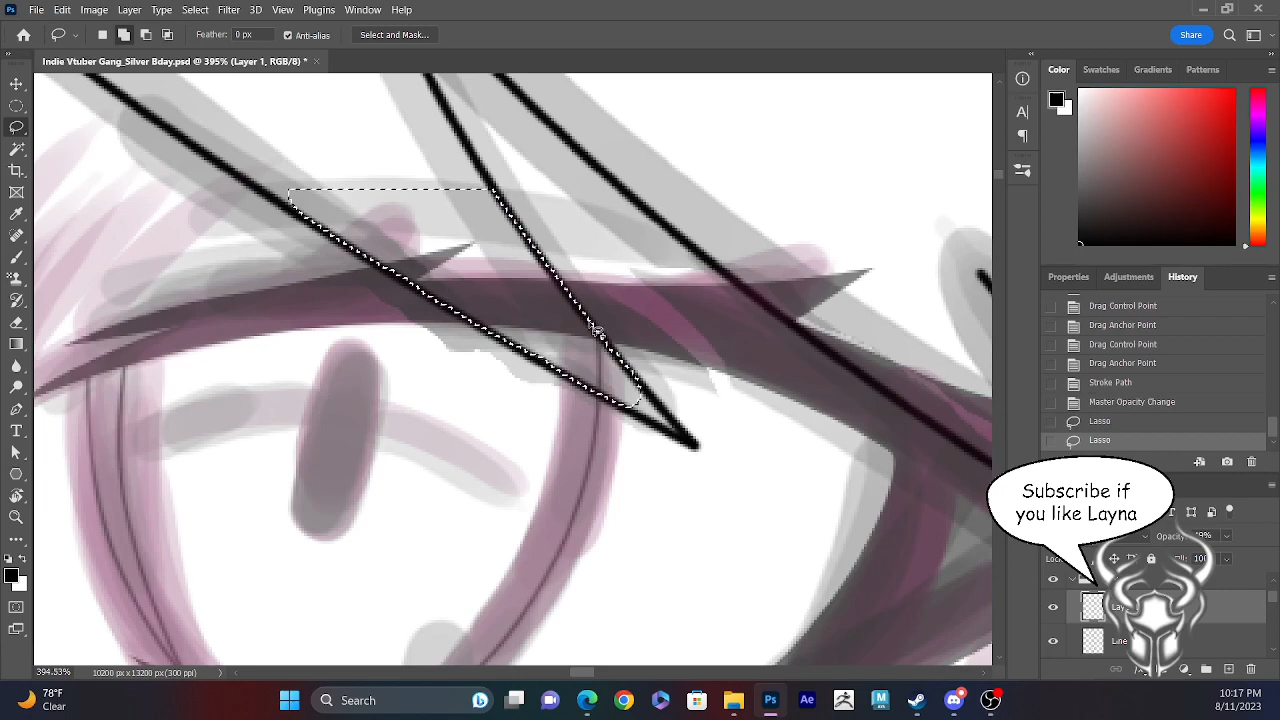 File Edit Image Layer Type Select Filter 3D View Plugins Window Help
Feather: 0 px Anti-alias Select and Mask... Share
Indie Vtuber Gang_Silver Bday.psd @ 395% (Layer 1, RGB/8) *
Color Swatches Gradients Patterns
Properties Adjustments History
Drag Control Point
Drag Anchor Point
Drag Control Point
Drag Anchor Point
Stroke Path
Master Opacity Change
Lasso
Lasso
Subscribe if
you like Layna
Opacity
Line
394.53% 10200 px x 13200 px (300 ppi)
78°F
Clear
Search
Ps Ae
10:17 PM
8/11/2023